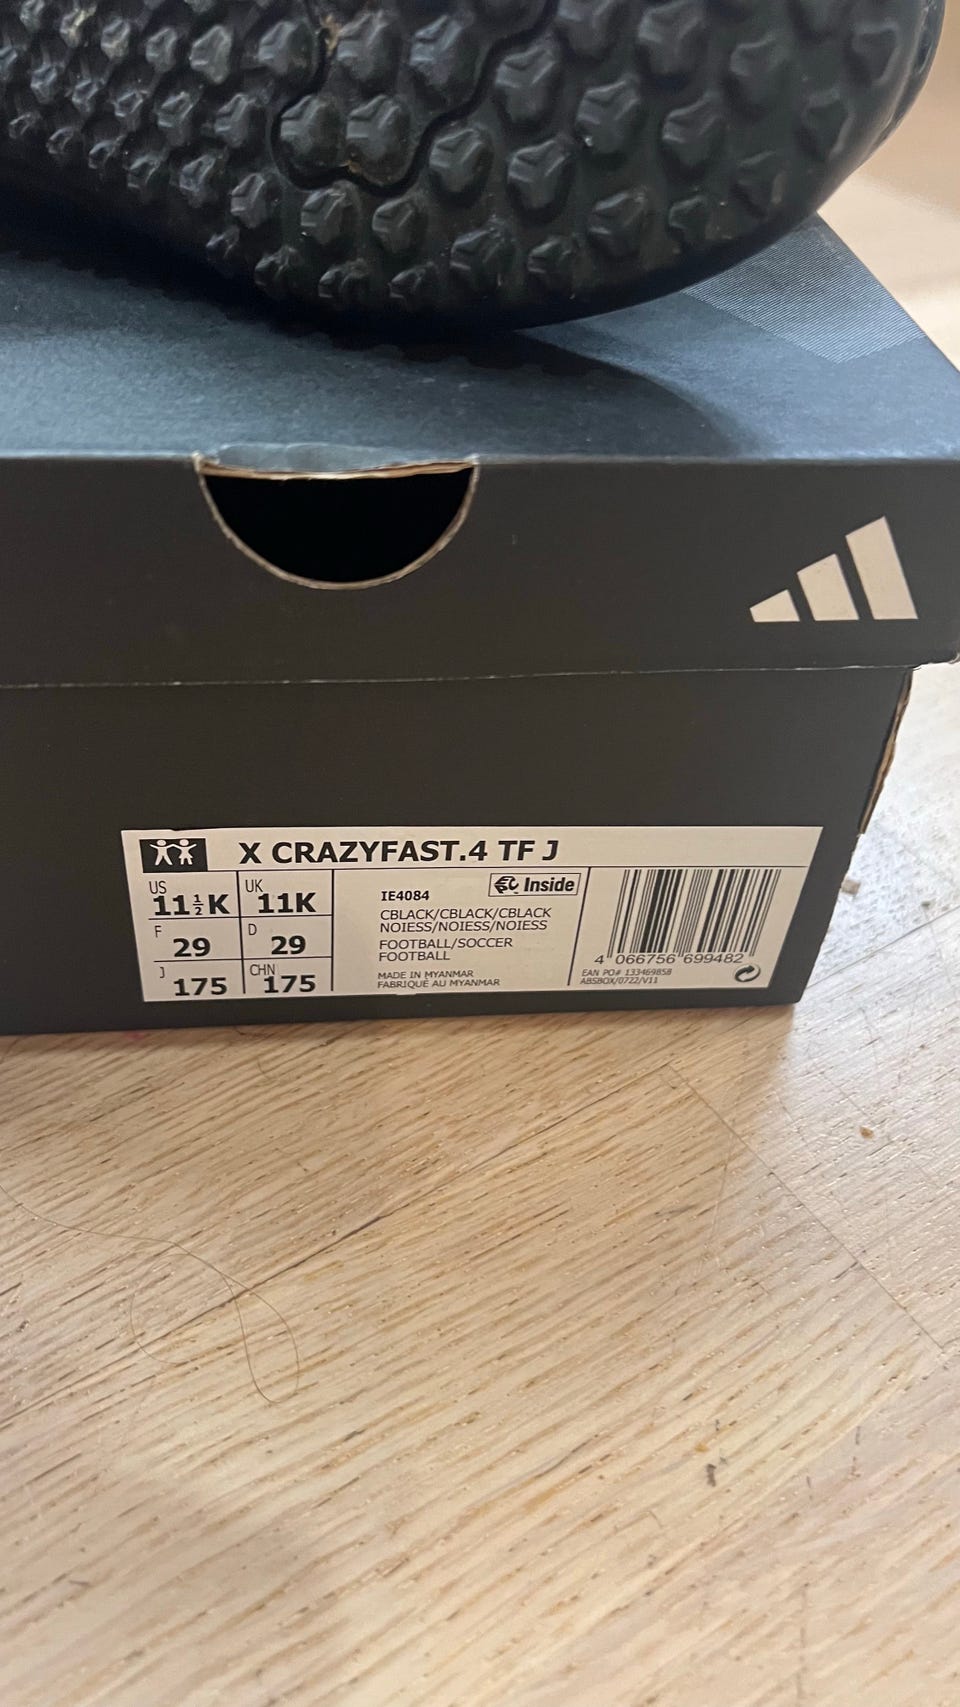 X CRAZYFAST.4 TF J
US
11½K
UK
11K
F
29
D
29
J
175
CHN
175
IE4084
Inside
CBLACK/CBLACK/CBLACK
NOIESS/NOIESS/NOIESS
FOOTBALL/SOCCER
FOOTBALL
MADE IN MYANMAR
FABRIQUÉ AU MYANMAR
4 066756 699482
EAN PO# 133469858
ABSBOX/0722/V11